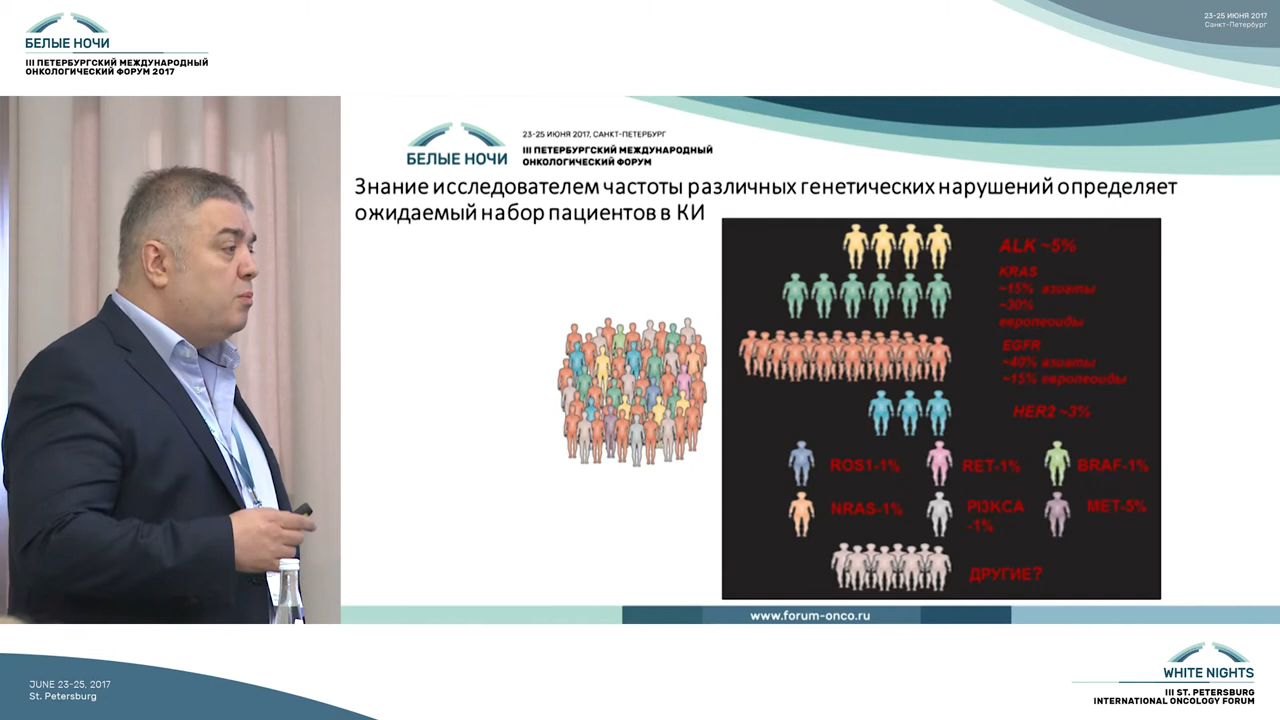 БЕЛЫЕ НОЧИ
III ПЕТЕРБУРГСКИЙ МЕЖДУНАРОДНЫЙ
ОНКОЛОГИЧЕСКИЙ ФОРУМ 2017
23-25 ИЮНЯ 2017
Санкт-Петербург
БЕЛЫЕ НОЧИ
23-25 ИЮНЯ 2017, САНКТ-ПЕТЕРБУРГ
III ПЕТЕРБУРГСКИЙ МЕЖДУНАРОДНЫЙ
ОНКОЛОГИЧЕСКИЙ ФОРУМ
Знание исследователем частоты различных генетических нарушений определяет
ожидаемый набор пациентов в КИ
ALK ~5%
KRAS
~15% азиаты
~30%
европеоиды
EGFR
~40% азиаты
~15% европеоиды
HER2 ~3%
ROS1-1%
RET-1%
BRAF-1%
NRAS-1%
PI3KCA
-1%
MET-5%
ДРУГИЕ?
www.forum-onco.ru
JUNE 23-25, 2017
St. Petersburg
WHITE NIGHTS
III ST. PETERSBURG
INTERNATIONAL ONCOLOGY FORUM